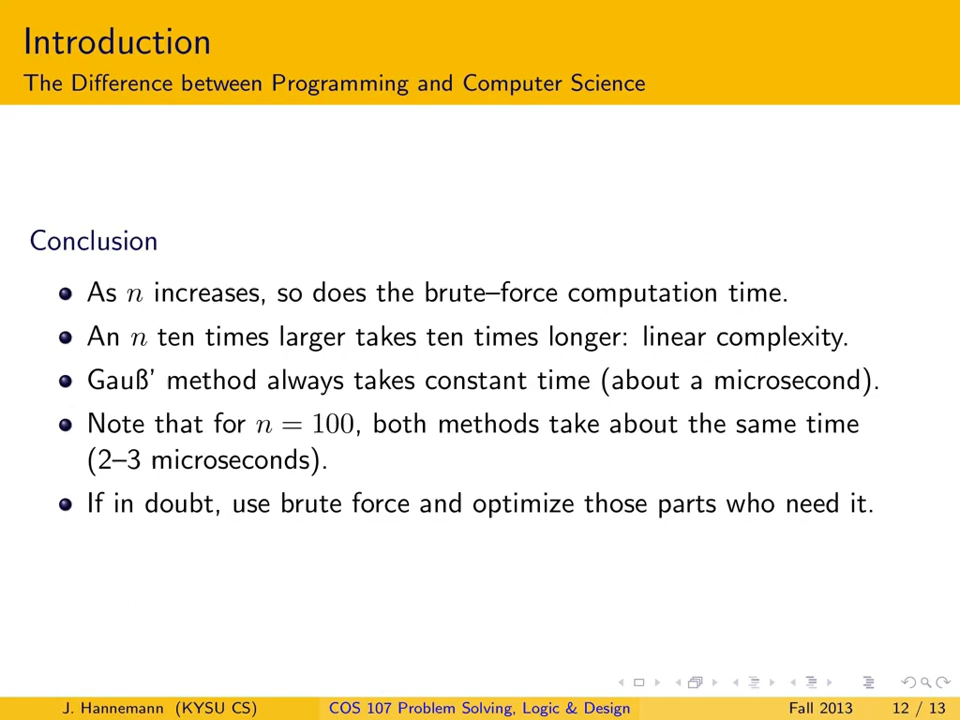 Introduction
The Difference between Programming and Computer Science
Conclusion
As n increases, so does the brute–force computation time.
An n ten times larger takes ten times longer: linear complexity.
Gauß’ method always takes constant time (about a microsecond).
Note that for n = 100, both methods take about the same time
(2–3 microseconds).
If in doubt, use brute force and optimize those parts who need it.
J. Hannemann (KYSU CS) COS 107 Problem Solving, Logic & Design Fall 2013 12 / 13